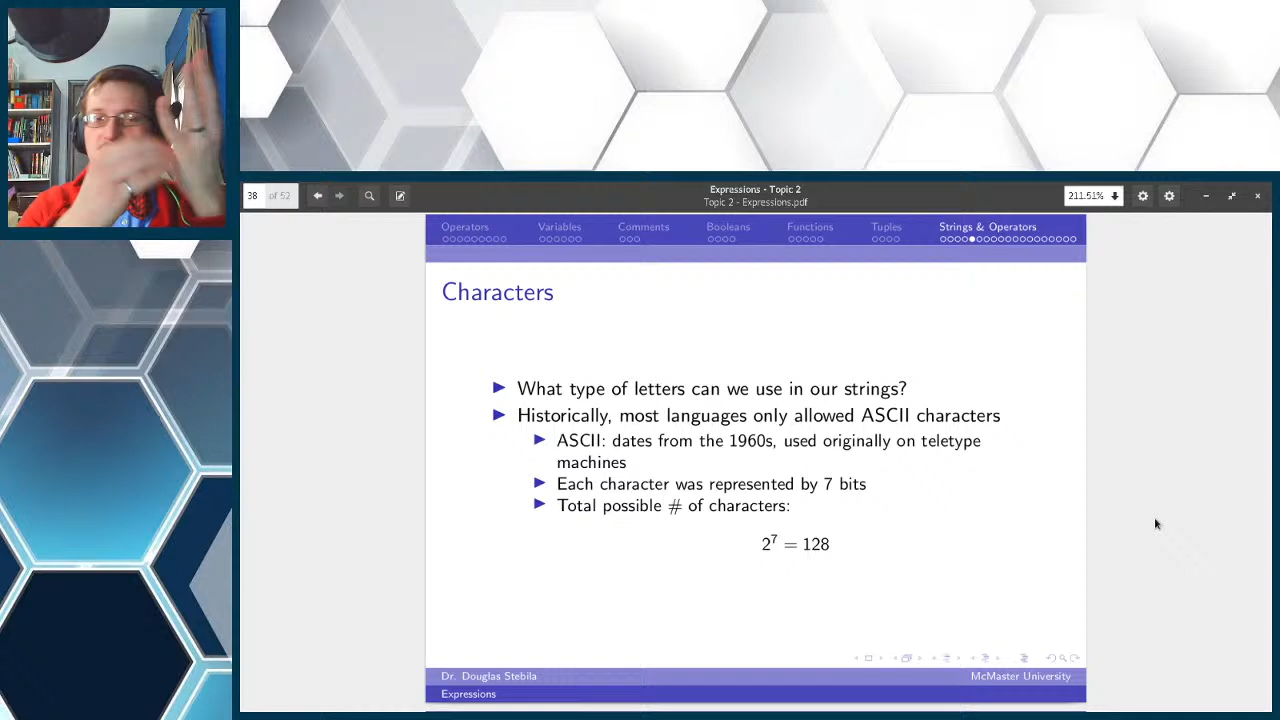 38 of 52
Expressions - Topic 2
Topic 2 - Expressions.pdf
211.51%
Operators Variables Comments Booleans Functions Tuples Strings & Operators
Characters
What type of letters can we use in our strings?
Historically, most languages only allowed ASCII characters
ASCII: dates from the 1960s, used originally on teletype
machines
Each character was represented by 7 bits
Total possible # of characters:
2⁷ = 128
Dr. Douglas Stebila McMaster University
Expressions